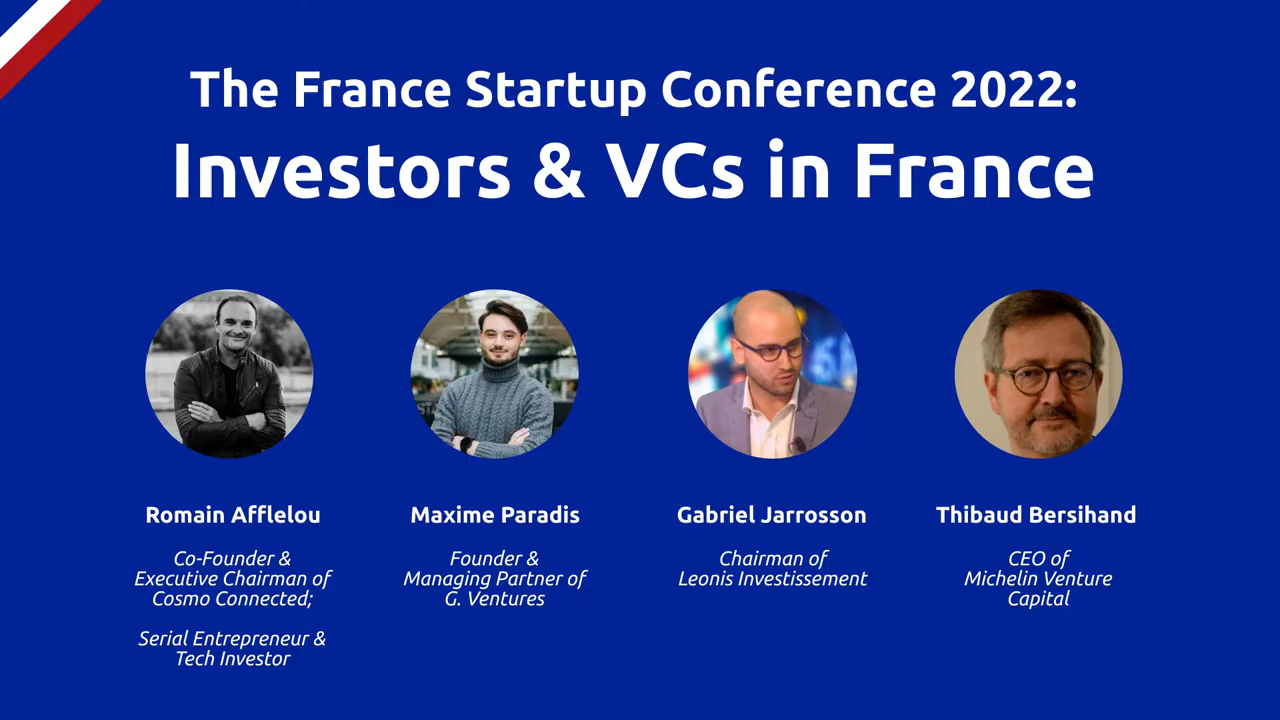 The France Startup Conference 2022:
Investors & VCs in France
Romain Afflelou
Co-Founder &
Executive Chairman of
Cosmo Connected;
Serial Entrepreneur &
Tech Investor
Maxime Paradis
Founder &
Managing Partner of
G. Ventures
Gabriel Jarrosson
Chairman of
Leonis Investissement
Thibaud Bersihand
CEO of
Michelin Venture
Capital